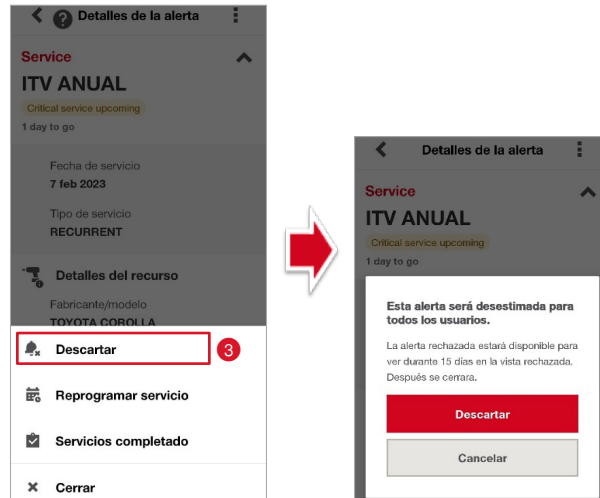 Detalles de la alerta
Service
ITV ANUAL
Critical service upcoming
1 day to go
Fecha de servicio
7 feb 2023
Tipo de servicio
RECURRENT
Detalles del recurso
Fabricante/modelo
TOYOTA COROLLA
Descartar
3
Reprogramar servicio
Servicios completado
Cerrar
Detalles de la alerta
Service
ITV ANUAL
Critical service upcoming
1 day to go
Esta alerta será desestimada para
todos los usuarios.
La alerta rechazada estará disponible para
ver durante 15 días en la vista rechazada.
Después se cerrara.
Descartar
Cancelar